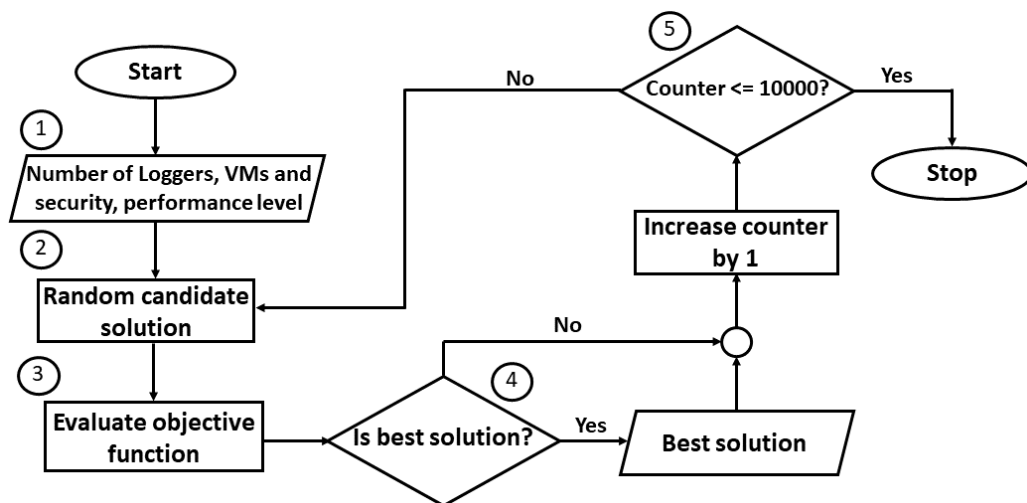 Start
1
Number of Loggers, VMs and
security, performance level
2
Random candidate
solution
3
Evaluate objective
function
4
Is best solution?
No
Yes
Best solution
Increase counter
by 1
5
Counter <= 10000?
No
Yes
Stop